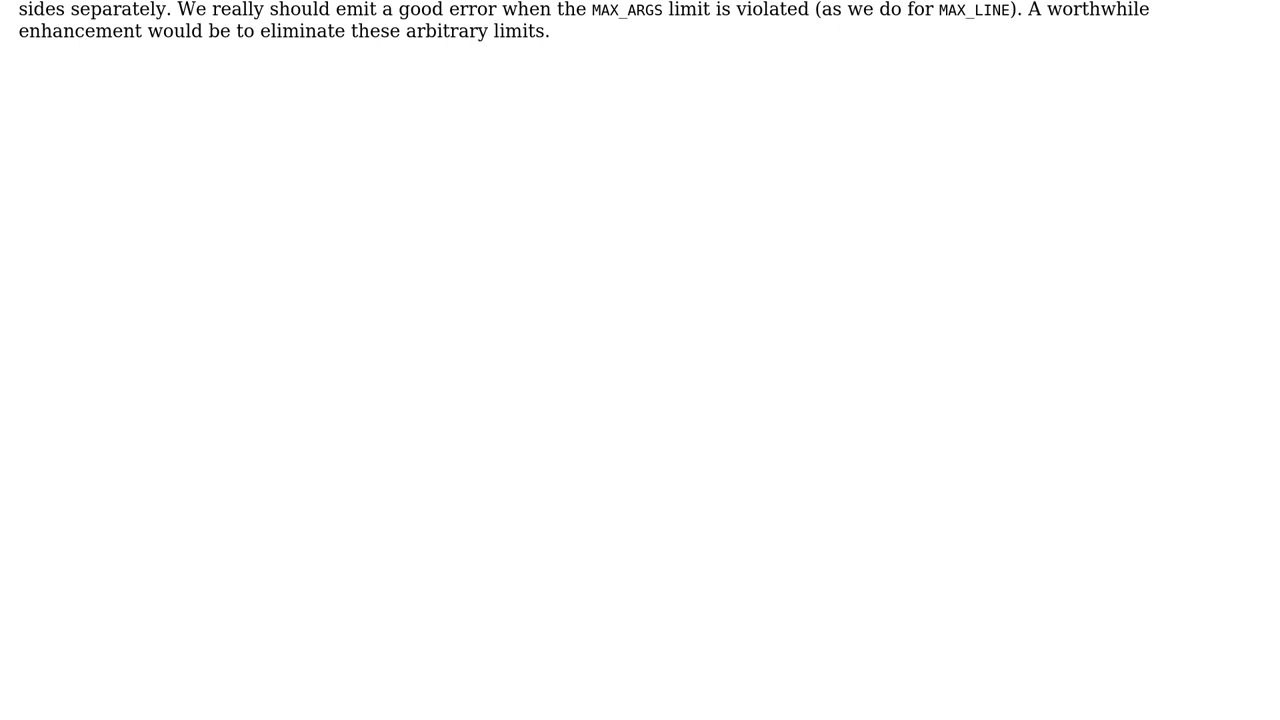 sides separately. We really should emit a good error when the MAX_ARGS limit is violated (as we do for MAX_LINE). A worthwhile
enhancement would be to eliminate these arbitrary limits.